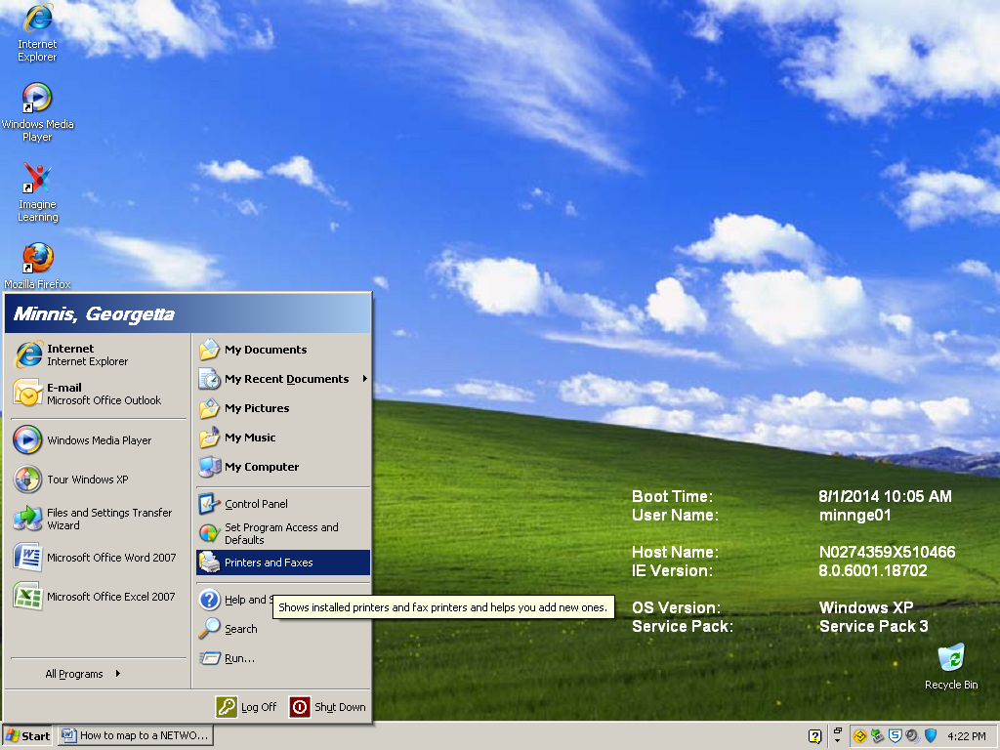 Internet
Explorer
Windows Media
Player
Imagine
Learning
Mozilla Firefox
Minnis, Georgetta
Internet
Internet Explorer
E-mail
Microsoft Office Outlook
Windows Media Player
Tour Windows XP
Files and Settings Transfer
Wizard
Microsoft Office Word 2007
Microsoft Office Excel 2007
All Programs
My Documents
My Recent Documents
My Pictures
My Music
My Computer
Control Panel
Set Program Access and
Defaults
Printers and Faxes
Help and S
Shows installed printers and fax printers and helps you add new ones.
Search
Run...
Log Off
Shut Down
Boot Time: 8/1/2014 10:05 AM
User Name: minnge01
Host Name: N0274359X510466
IE Version: 8.0.6001.18702
OS Version: Windows XP
Service Pack: Service Pack 3
Recycle Bin
Start
How to map to a NETWO...
4:22 PM